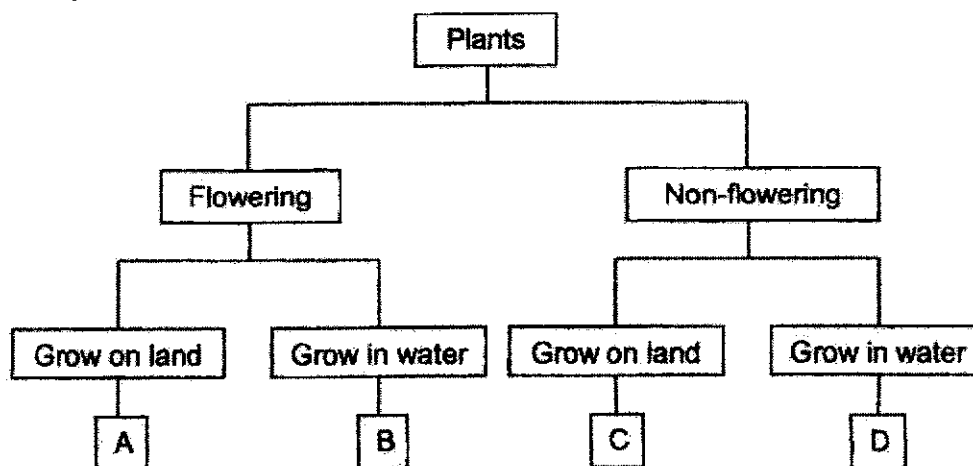 Plants
Flowering
Non-flowering
Grow on land
Grow in water
Grow on land
Grow in water
A
B
C
D